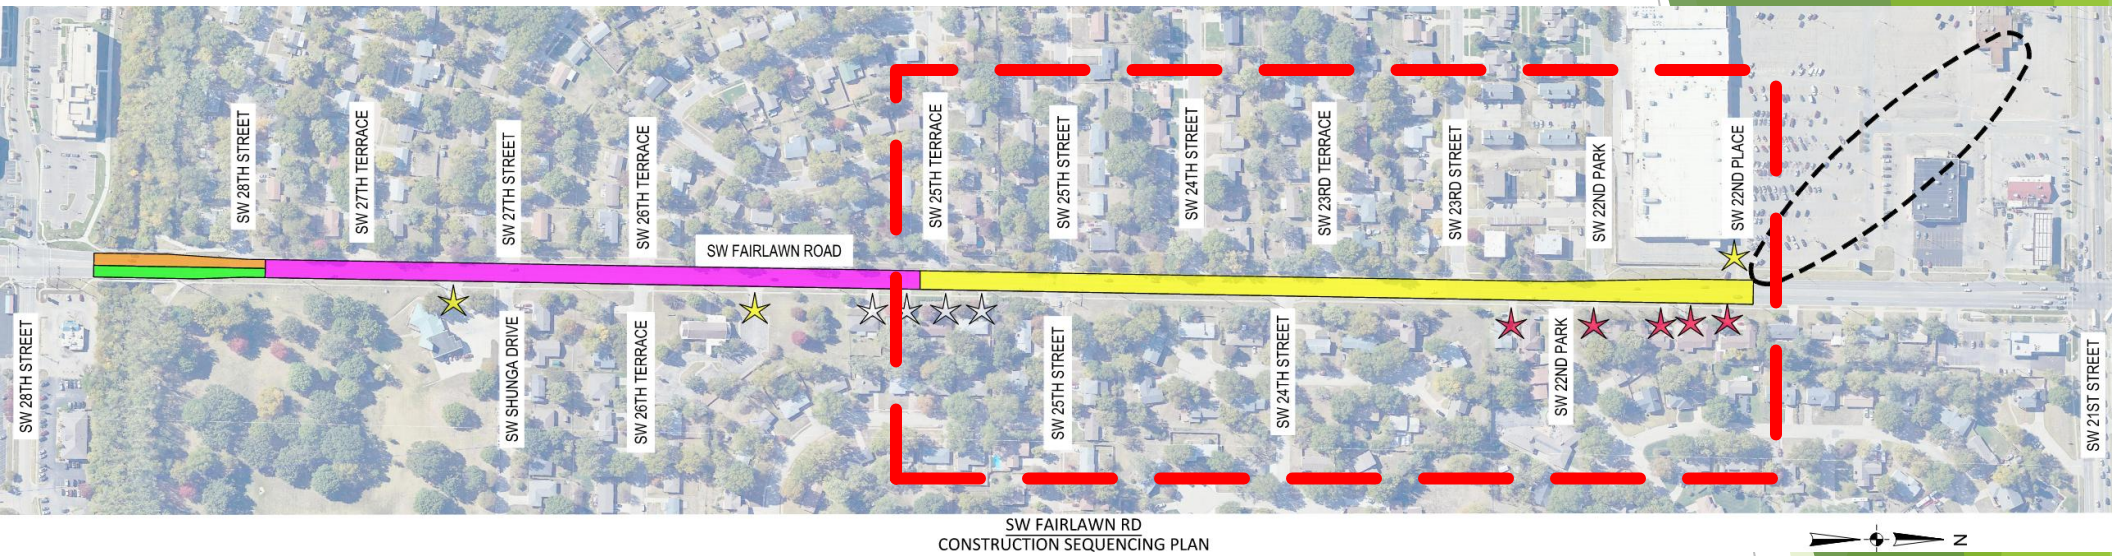 SW 28TH STREET
SW 27TH TERRACE
SW 27TH STREET
SW 26TH TERRACE
SW 25TH TERRACE
SW 25TH STREET
SW 24TH STREET
SW 23RD TERRACE
SW 23RD STREET
SW 22ND PARK
SW 22ND PLACE
SW FAIRLAWN ROAD
SW 28TH STREET
SW SHUNGA DRIVE
SW 26TH TERRACE
SW 25TH STREET
SW 24TH STREET
SW 22ND PARK
SW 21ST STREET
SW FAIRLAWN RD
CONSTRUCTION SEQUENCING PLAN
N